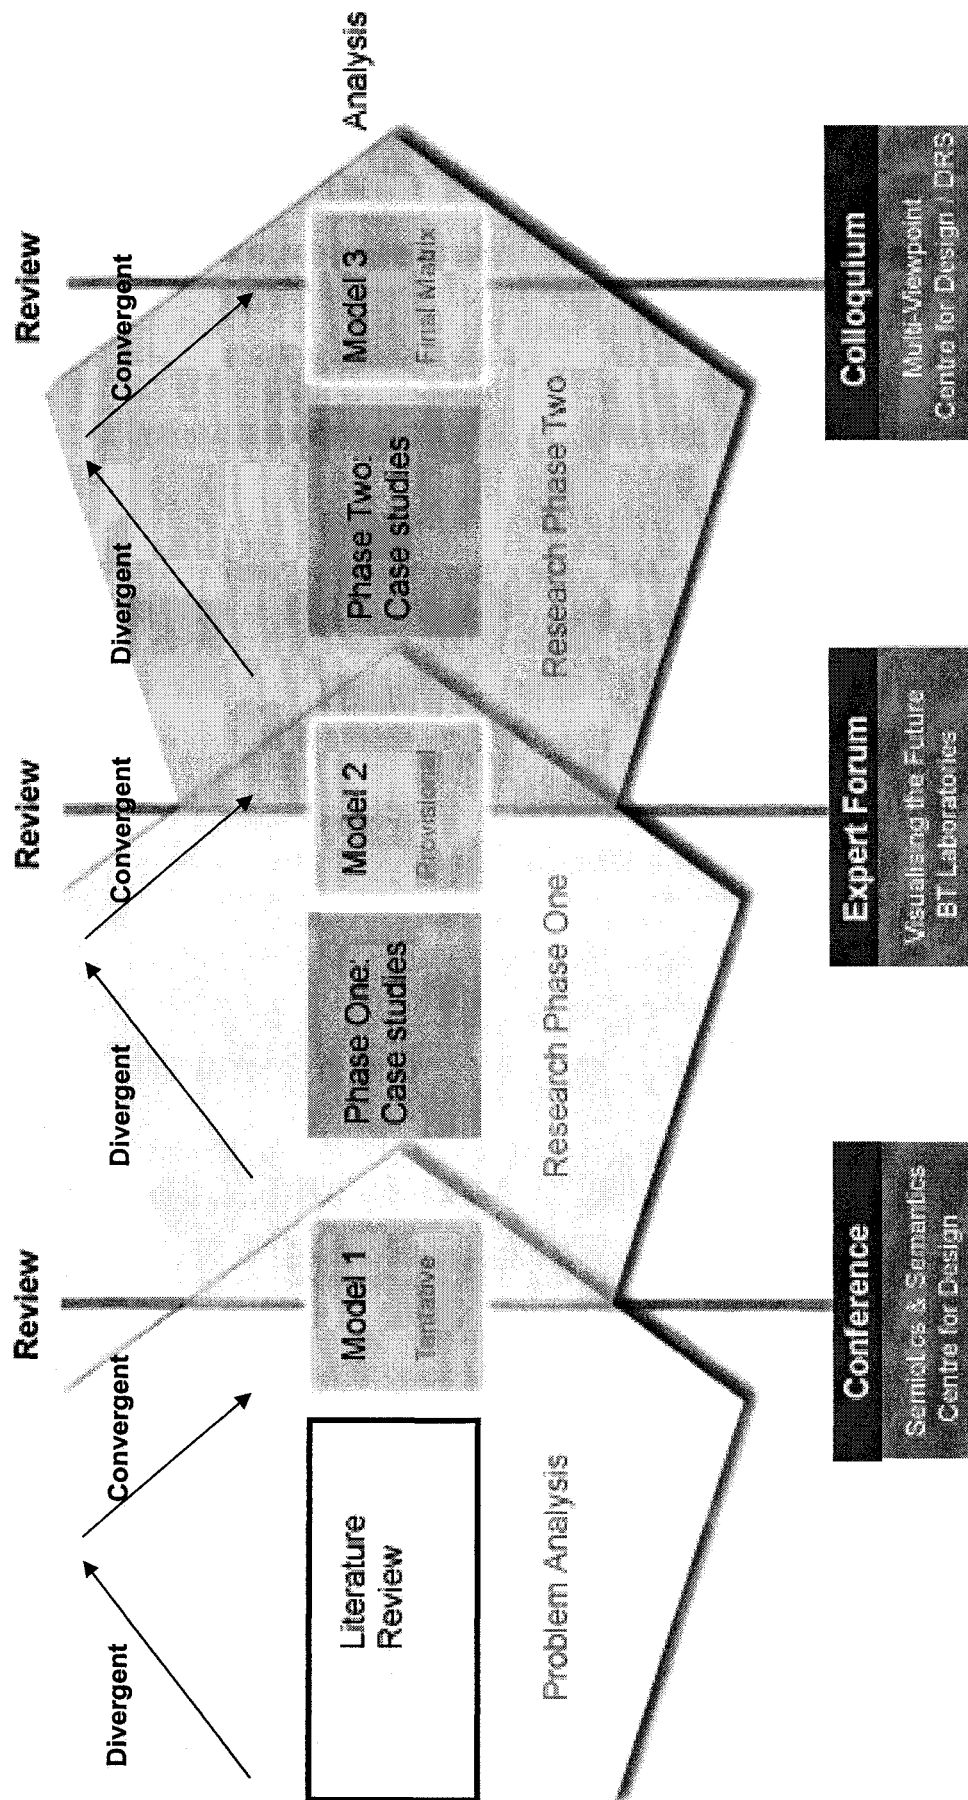 Review
Review
Review
Divergent
Convergent
Divergent
Convergent
Divergent
Convergent
Analysis
Literature
Review
Model 1
Tentative
Phase One:
Case studies
Model 2
Provisional
Phase Two:
Case studies
Model 3
Final Matrix
Problem Analysis
Research Phase One
Research Phase Two
Conference
Semiotics & Semantics
Centre for Design
Expert Forum
Visualising the Future
BT Laboratories
Colloquium
Multi-Viewpoint
Centre for Design / DRS